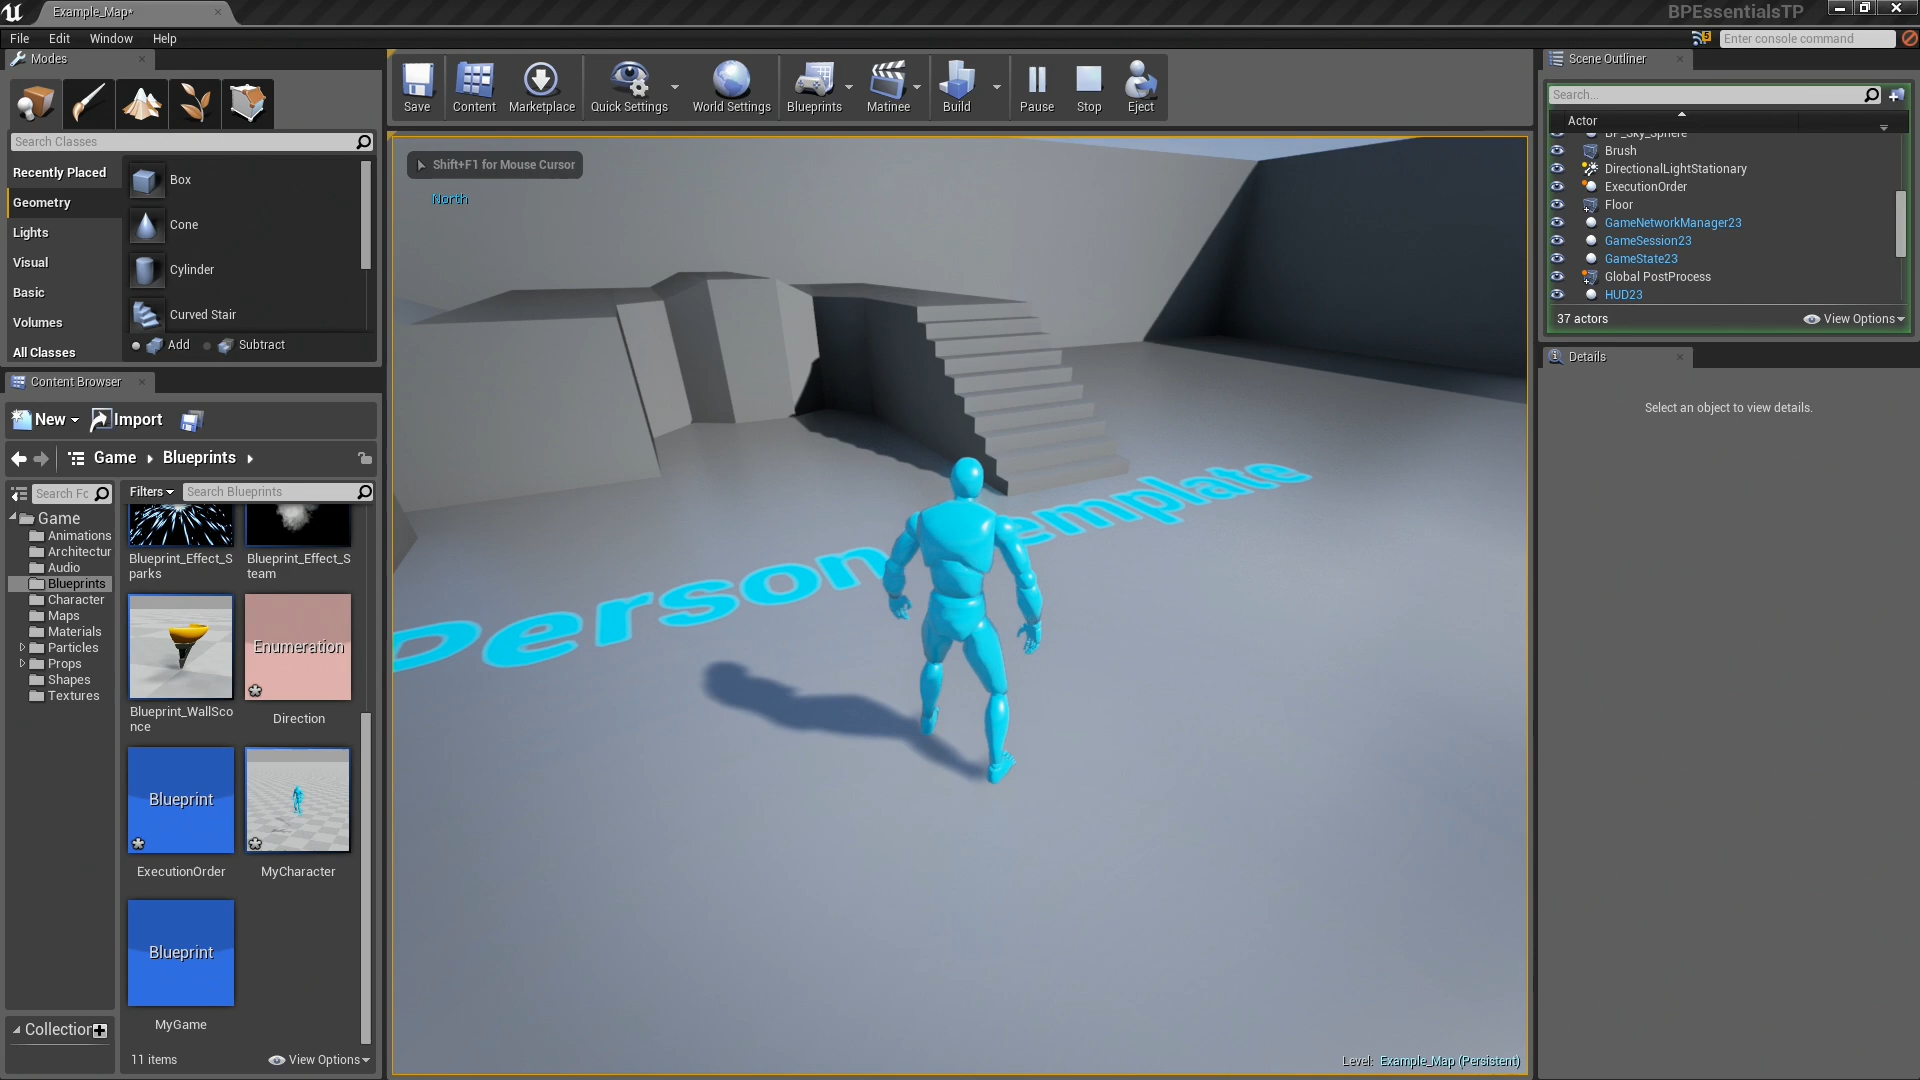 Example_Map*
BPEssentialsTP
File Edit Window Help
5
Enter console command
Modes
Search Classes
Recently Placed
Geometry
Lights
Visual
Basic
Volumes
All Classes
Box
Cone
Cylinder
Curved Stair
Add Subtract
Save
Content
Marketplace
Quick Settings
World Settings
Blueprints
Matinee
Build
Pause
Stop
Eject
Shift+F1 for Mouse Cursor
North
Person
emplate
Level: Example_Map (Persistent)
Content Browser
New Import
Game Blueprints
Search Fo
Filters Search Blueprints
Game
Animations
Architectur
Audio
Blueprints
Character
Maps
Materials
Particles
Props
Shapes
Textures
Collection
Blueprint_Effect_S
parks
Blueprint_Effect_S
team
Blueprint_WallSco
nce
Enumeration
Direction
Blueprint
ExecutionOrder
MyCharacter
Blueprint
MyGame
11 items View Options
Scene Outliner
Search...
Actor
BP_Sky_Sphere
Brush
DirectionalLightStationary
ExecutionOrder
Floor
GameNetworkManager23
GameSession23
GameState23
Global PostProcess
HUD23
37 actors View Options
Details
Select an object to view details.